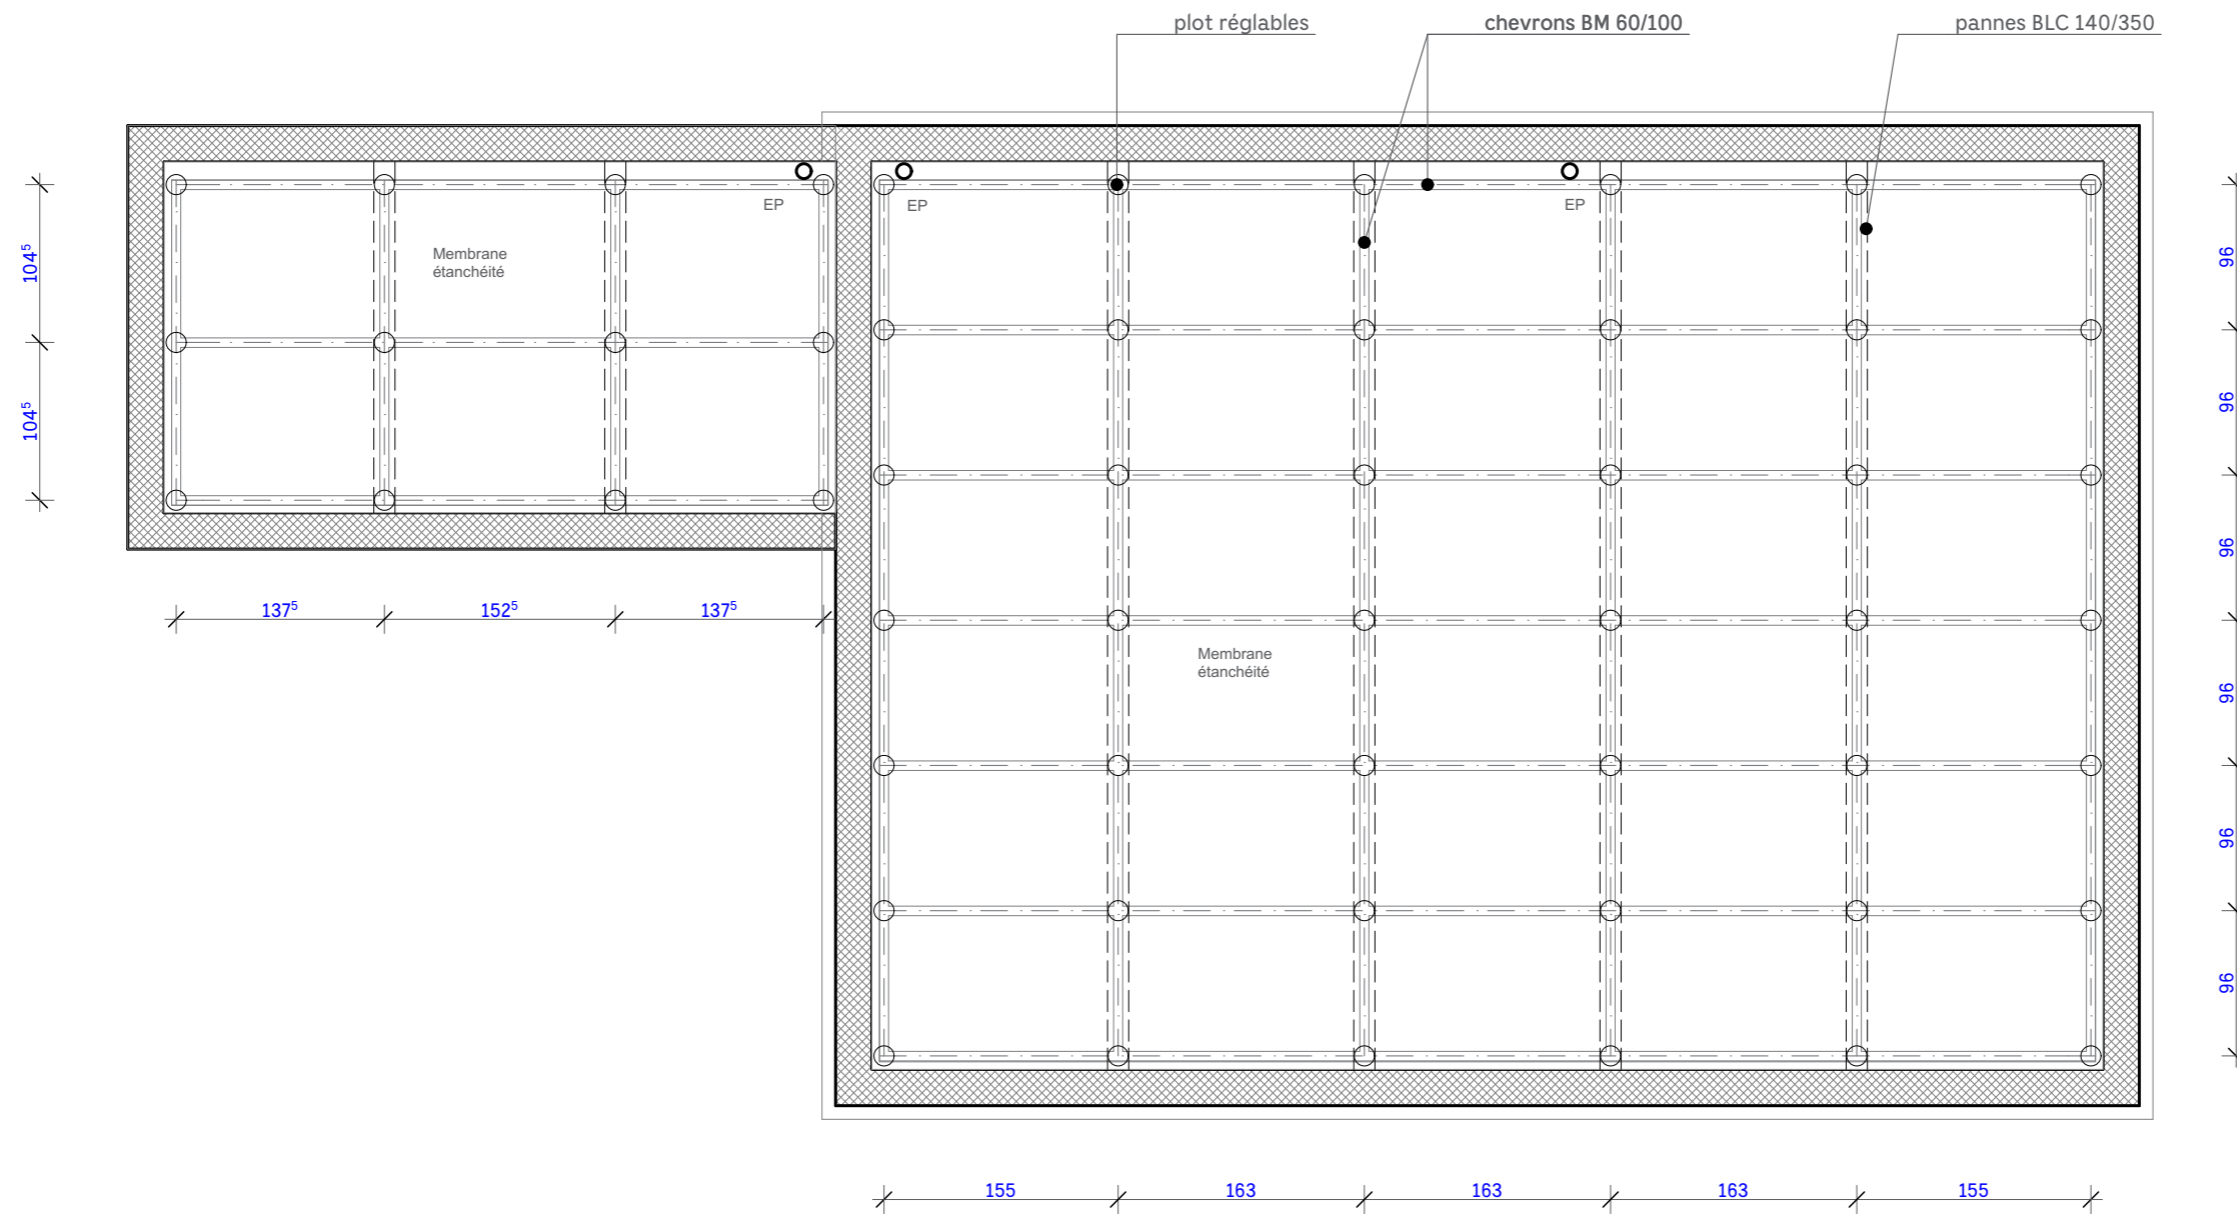 plot réglables
chevrons BM 60/100
pannes BLC 140/350
EP
EP
EP
Membrane
étanchéité
104⁵
104⁵
96
96
96
96
96
96
137⁵
152⁵
137⁵
Membrane
étanchéité
155
163
163
163
155